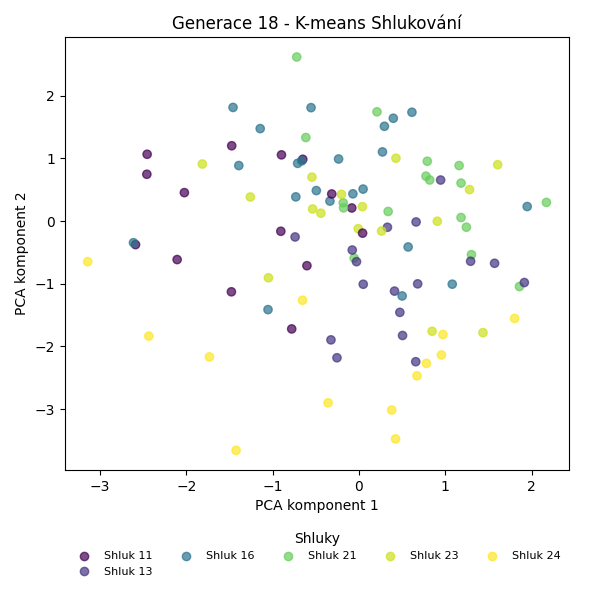 Generace 18 - K-means Shlukování
2
1
0
−1
−2
−3
PCA komponent 2
−3 −2 −1 0 1 2
PCA komponent 1
Shluky
Shluk 11 Shluk 16 Shluk 21 Shluk 23 Shluk 24
Shluk 13